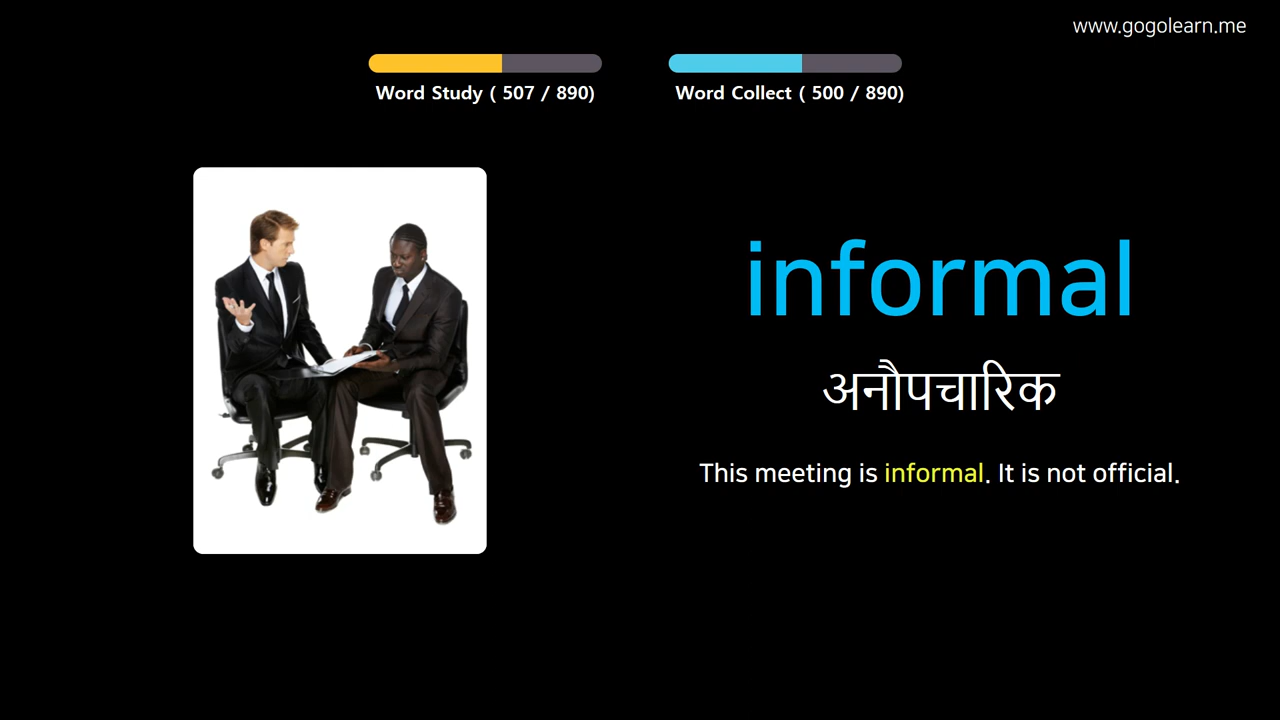 www.gogolearn.me
Word Study ( 507 / 890)
Word Collect ( 500 / 890)
informal
अनौपचारिक
This meeting is informal. It is not official.